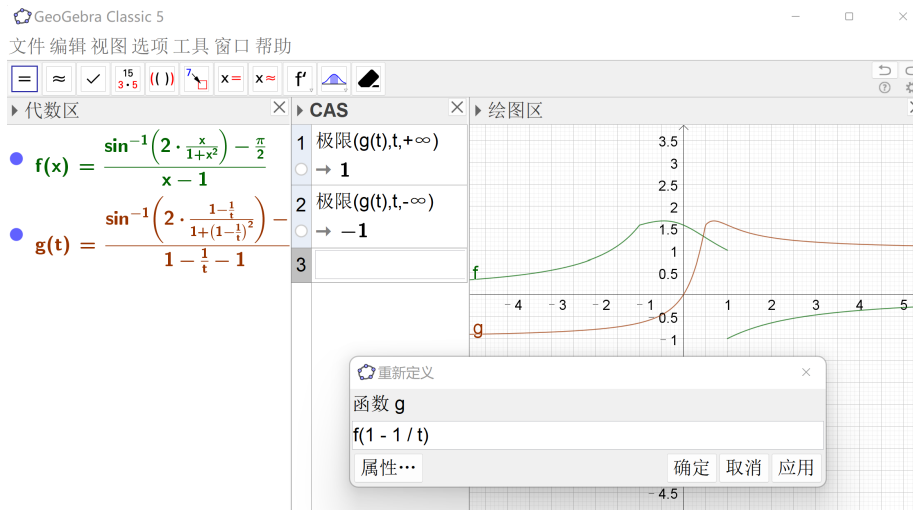 GeoGebra Classic 5
文件 编辑 视图 选项 工具 窗口 帮助
= ≈ ✓ 15 3·5 (( )) 7 x= x≈ f'
代数区
f(x) = (sin⁻¹(2 · x/(1+x²)) − π/2)/(x − 1)
g(t) = (sin⁻¹(2 · (1−1/t)/(1+(1−1/t)²)) −)/(1 − 1/t − 1)
CAS
1 极限(g(t),t,+∞)
→ 1
2 极限(g(t),t,-∞)
→ −1
3
绘图区
3.5
3
2.5
2
1.5
1
0.5
f
−4 −3 −2 −1 1 2 3 4 5
−0.5
g
−1
重新定义
函数 g
f(1 - 1 / t)
属性… 确定 取消 应用
−4.5